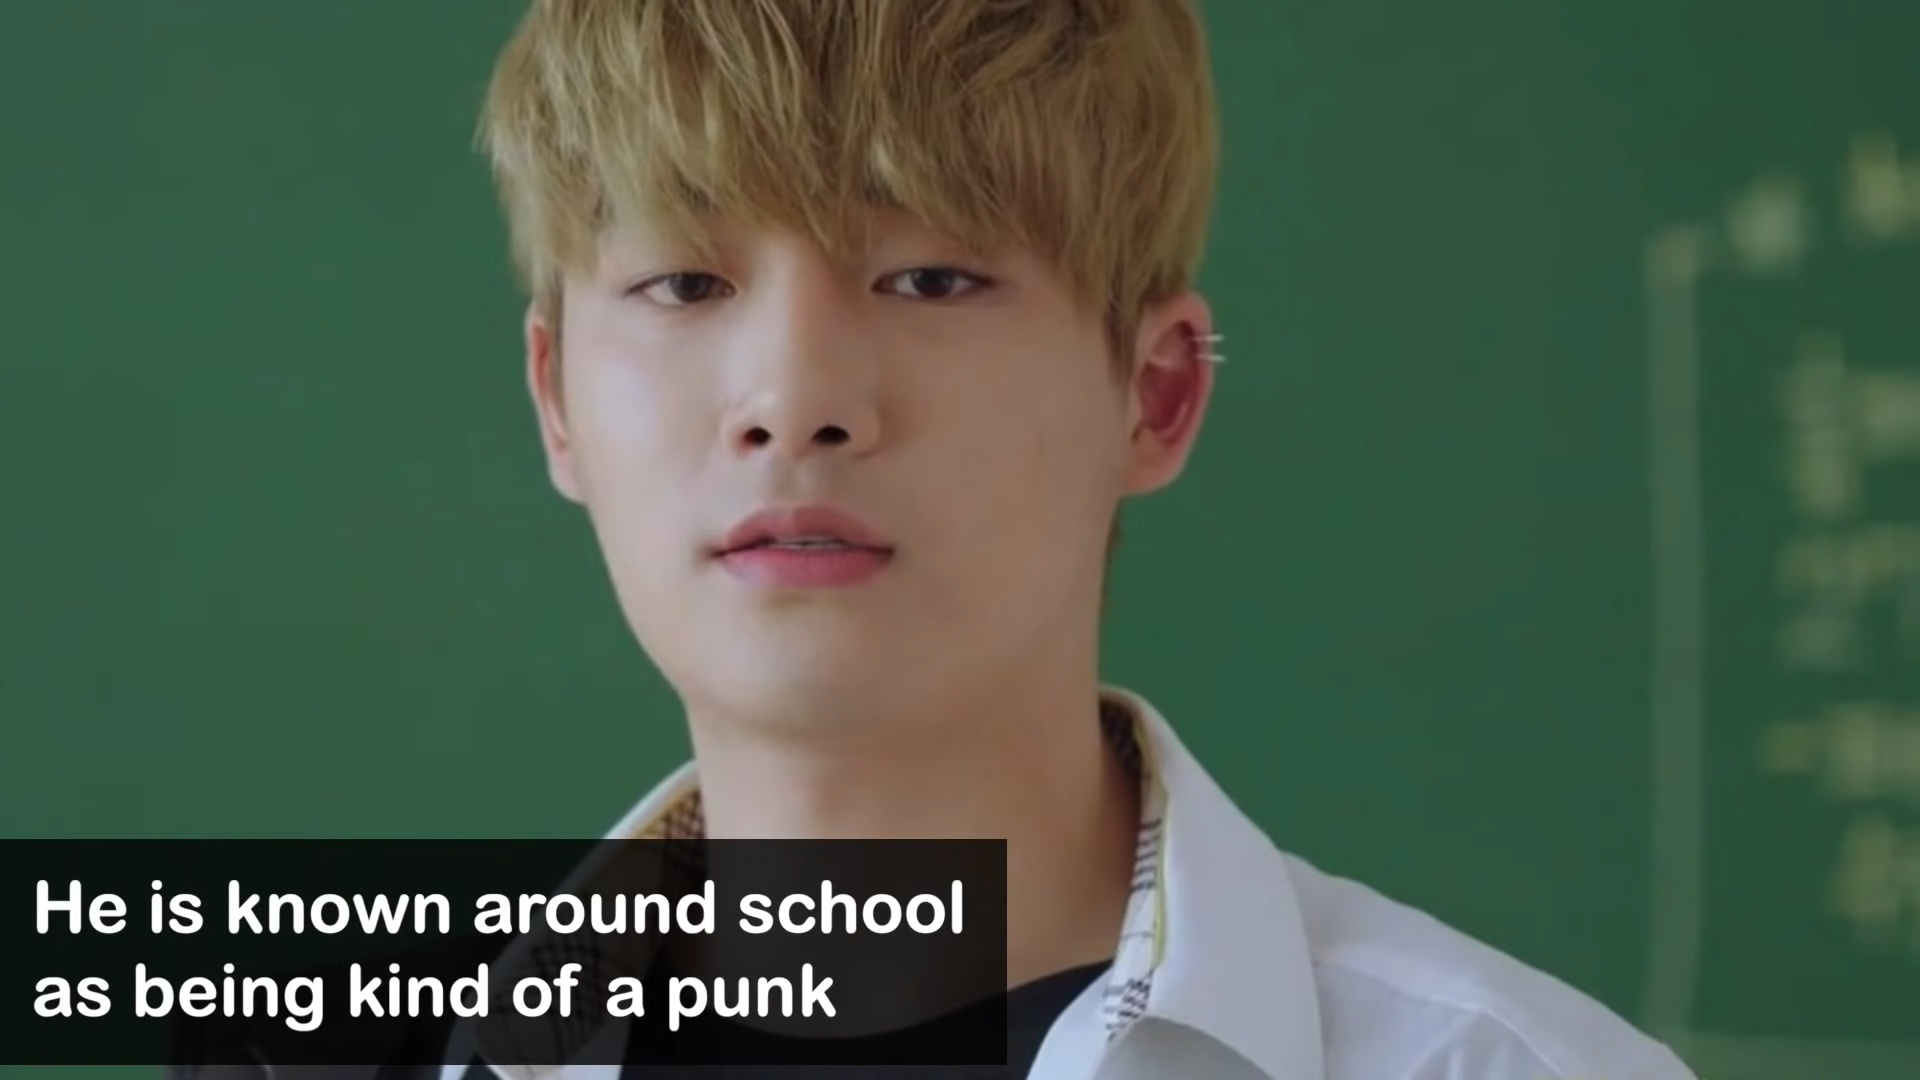 He is known around school
as being kind of a punk